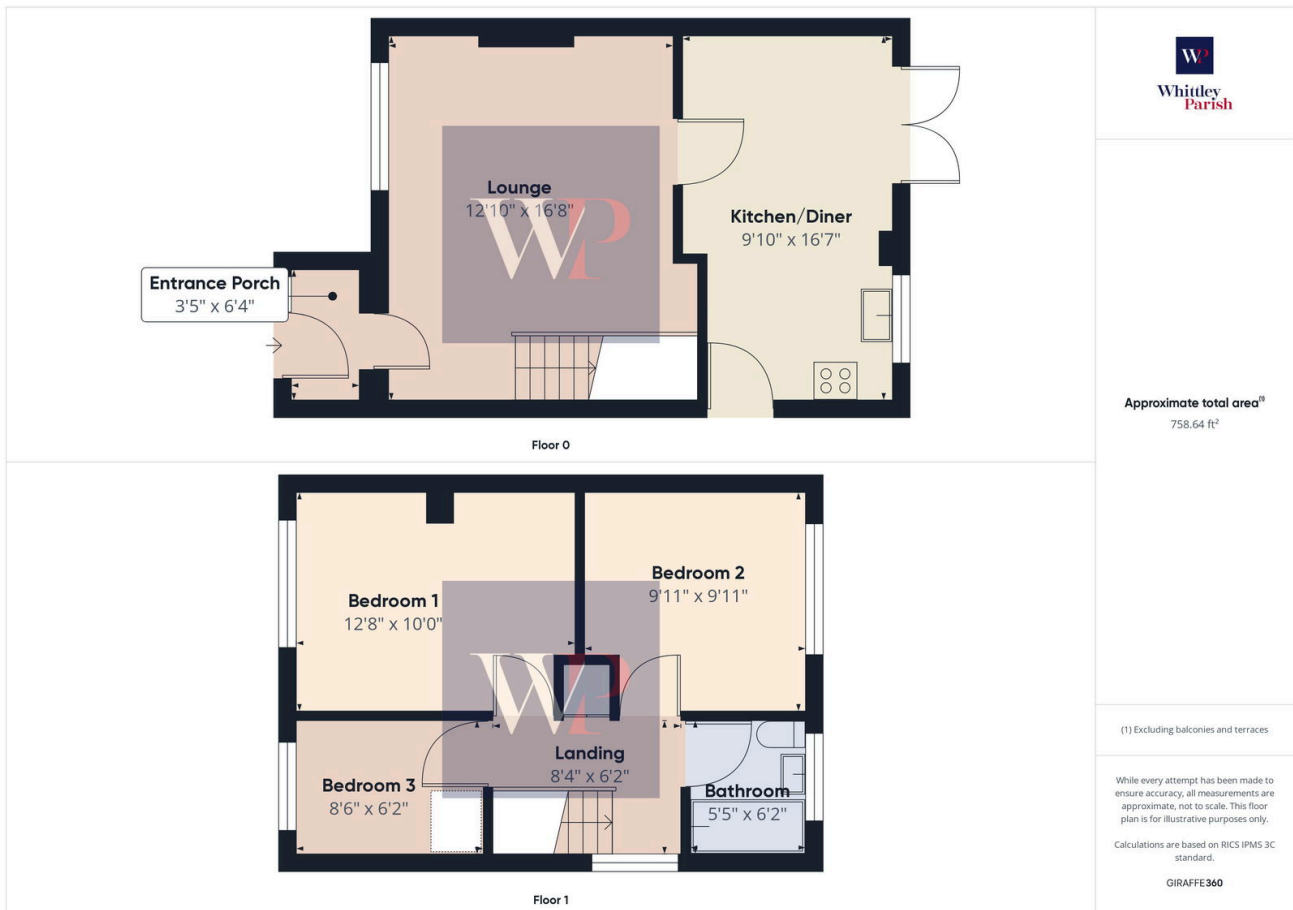 Lounge
12'10" x 16'8"
Kitchen/Diner
9'10" x 16'7"
Entrance Porch
3'5" x 6'4"
Floor 0
Bedroom 1
12'8" x 10'0"
Bedroom 2
9'11" x 9'11"
Bedroom 3
8'6" x 6'2"
Landing
8'4" x 6'2"
Bathroom
5'5" x 6'2"
Floor 1
WP
WP
WP
Whittley
Parish
Approximate total area(1)
758.64 ft²
(1) Excluding balconies and terraces
While every attempt has been made to
ensure accuracy, all measurements are
approximate, not to scale. This floor
plan is for illustrative purposes only.
Calculations are based on RICS IPMS 3C
standard.
GIRAFFE360